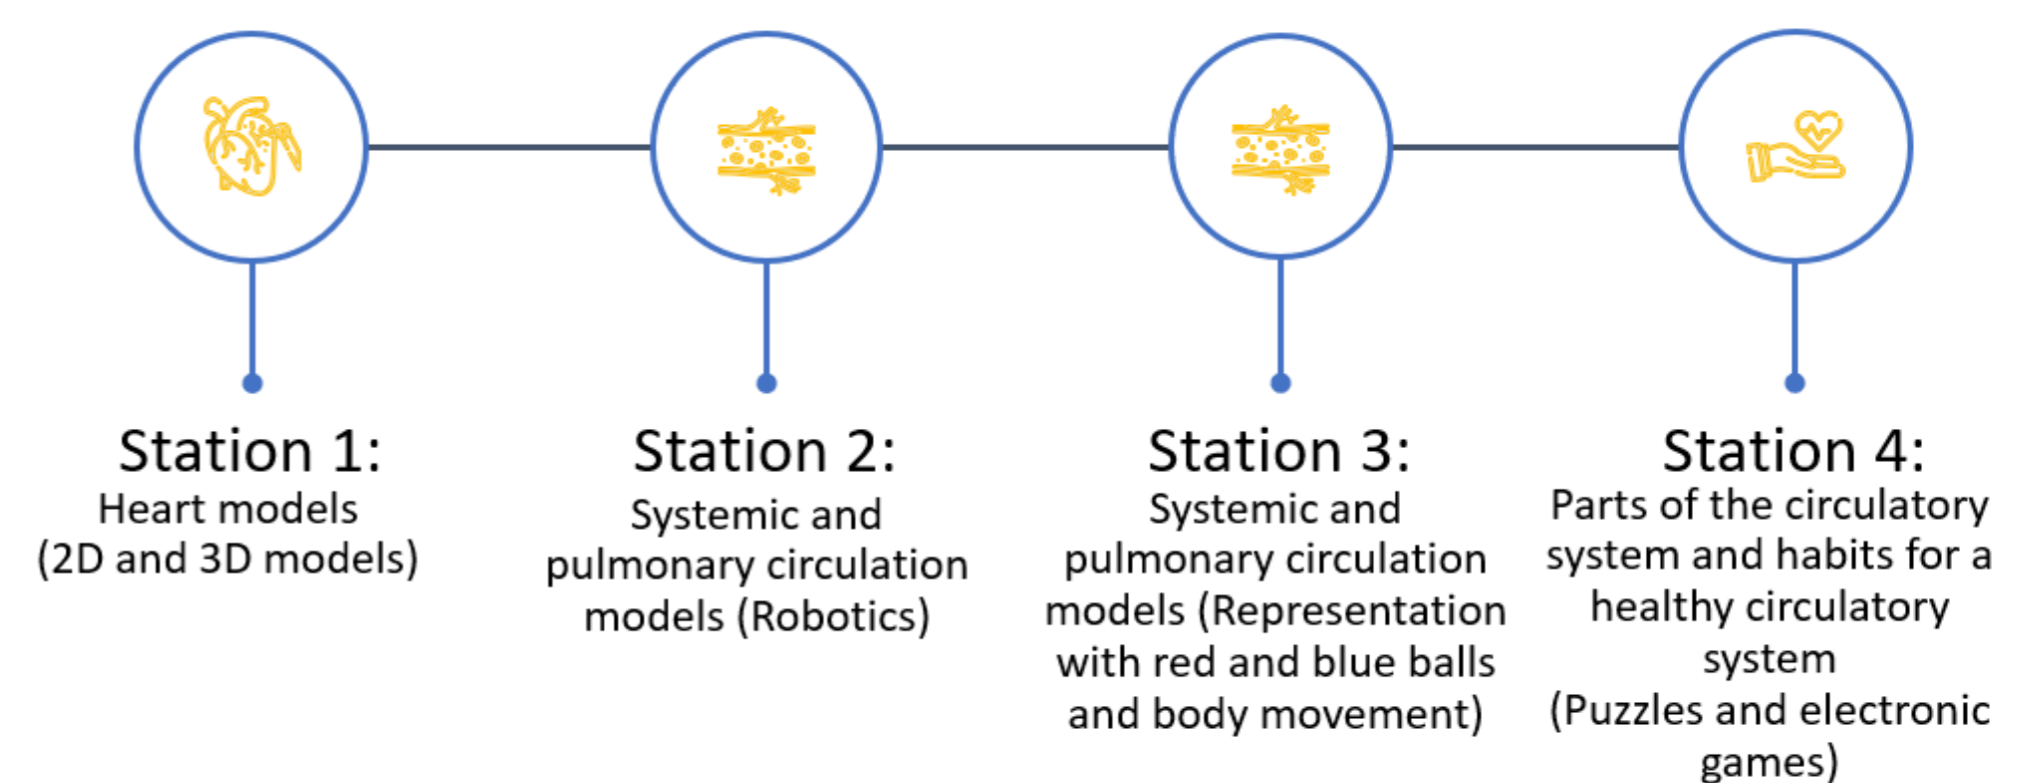 Station 1:
Heart models
(2D and 3D models)
Station 2:
Systemic and
pulmonary circulation
models (Robotics)
Station 3:
Systemic and
pulmonary circulation
models (Representation
with red and blue balls
and body movement)
Station 4:
Parts of the circulatory
system and habits for a
healthy circulatory
system
(Puzzles and electronic
games)